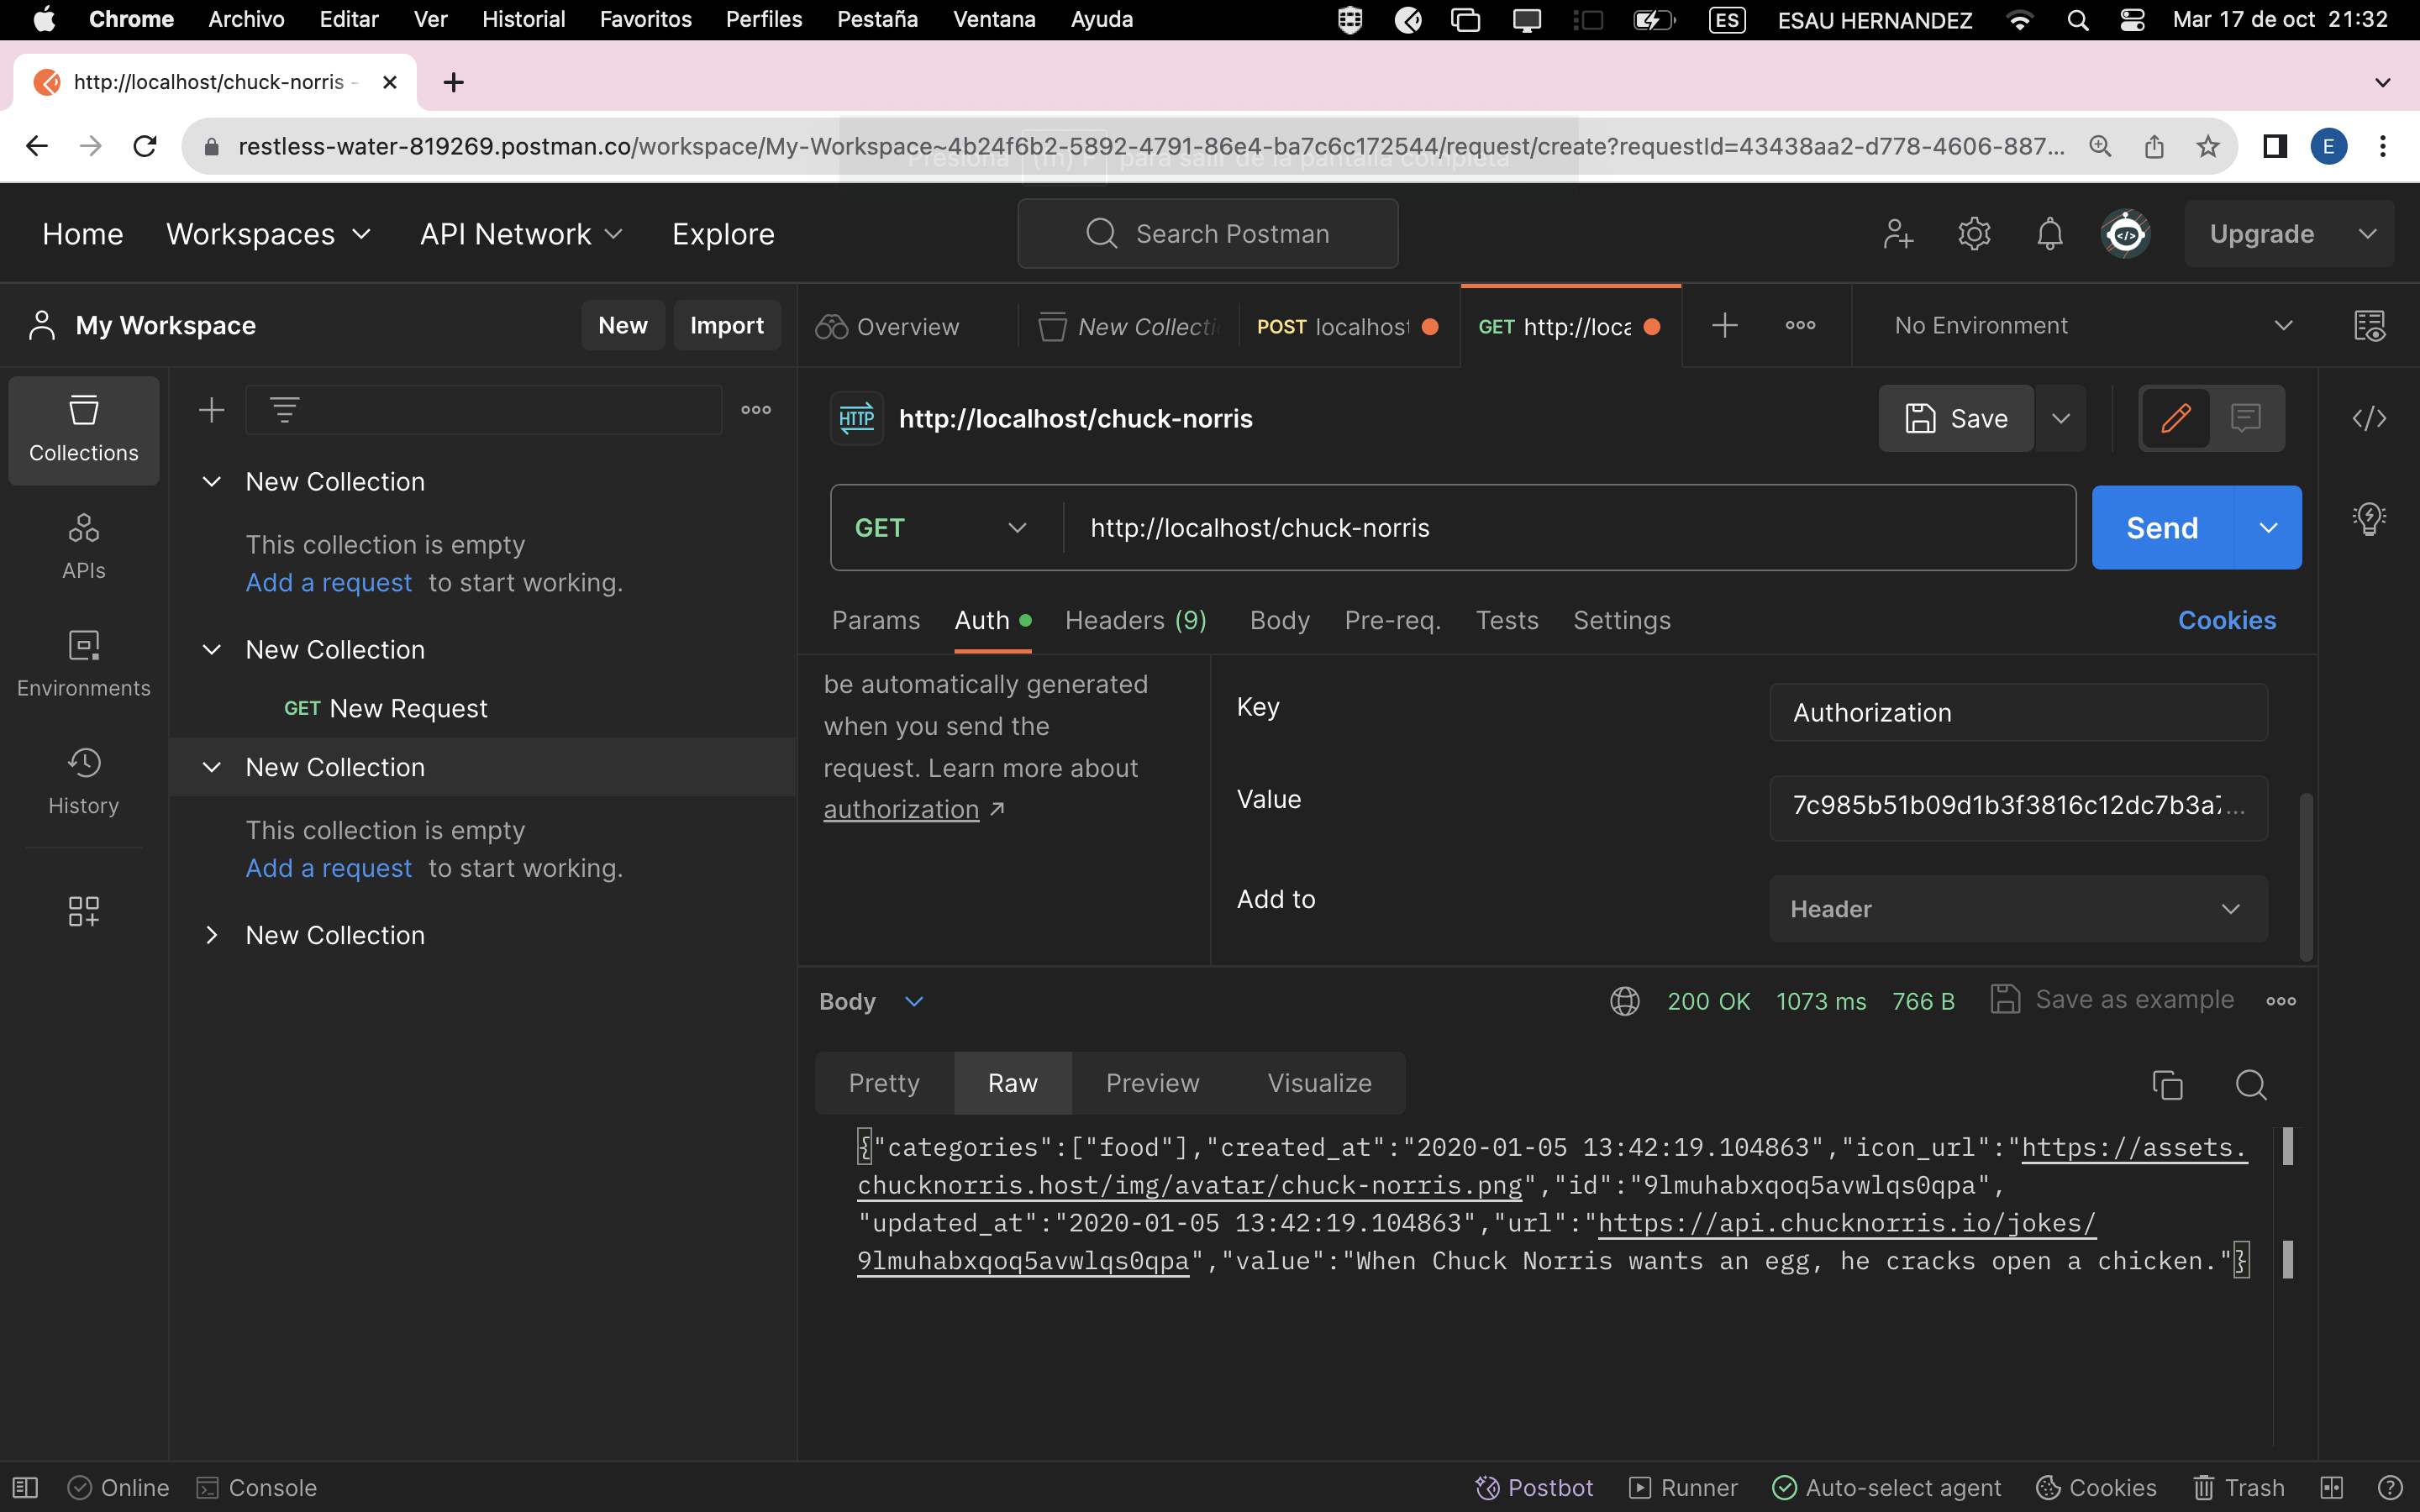 Chrome Archivo Editar Ver Historial Favoritos Perfiles Pestaña Ventana Ayuda ES ESAU HERNANDEZ Mar 17 de oct 21:32
http://localhost/chuck-norris -
restless-water-819269.postman.co/workspace/My-Workspace~4b24f6b2-5892-4791-86e4-ba7c6c172544/request/create?requestId=43438aa2-d778-4606-887... E
Presiona (fn) F para salir de la pantalla completa
Home Workspaces API Network Explore Search Postman Upgrade
My Workspace New Import Overview New Collecti POST localhost GET http://loca No Environment
Collections
APIs
Environments
History
New Collection
This collection is empty
Add a request to start working.
New Collection
GET New Request
New Collection
This collection is empty
Add a request to start working.
New Collection
HTTP http://localhost/chuck-norris Save
GET http://localhost/chuck-norris Send
Params Auth Headers (9) Body Pre-req. Tests Settings Cookies
be automatically generated
when you send the
request. Learn more about
authorization ↗
Key Authorization
Value 7c985b51b09d1b3f3816c12dc7b3a7...
Add to Header
Body 200 OK 1073 ms 766 B Save as example
Pretty Raw Preview Visualize
{"categories":["food"],"created_at":"2020-01-05 13:42:19.104863","icon_url":"https://assets.
chucknorris.host/img/avatar/chuck-norris.png","id":"9lmuhabxqoq5avwlqs0qpa",
"updated_at":"2020-01-05 13:42:19.104863","url":"https://api.chucknorris.io/jokes/
9lmuhabxqoq5avwlqs0qpa","value":"When Chuck Norris wants an egg, he cracks open a chicken."}
Online Console Postbot Runner Auto-select agent Cookies Trash